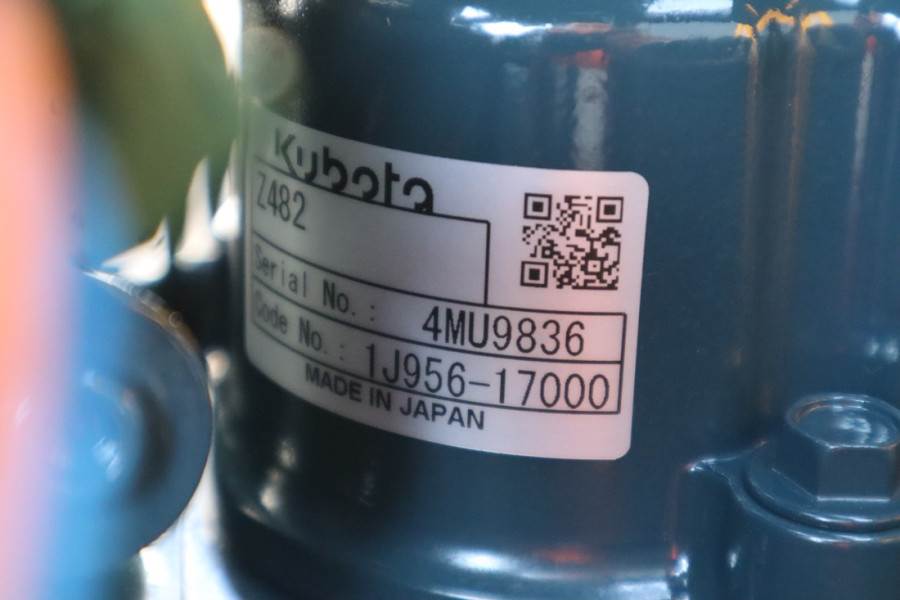 Kubota
Z482
Serial No.: 4MU9836
Code No.: 1J956-17000
MADE IN JAPAN